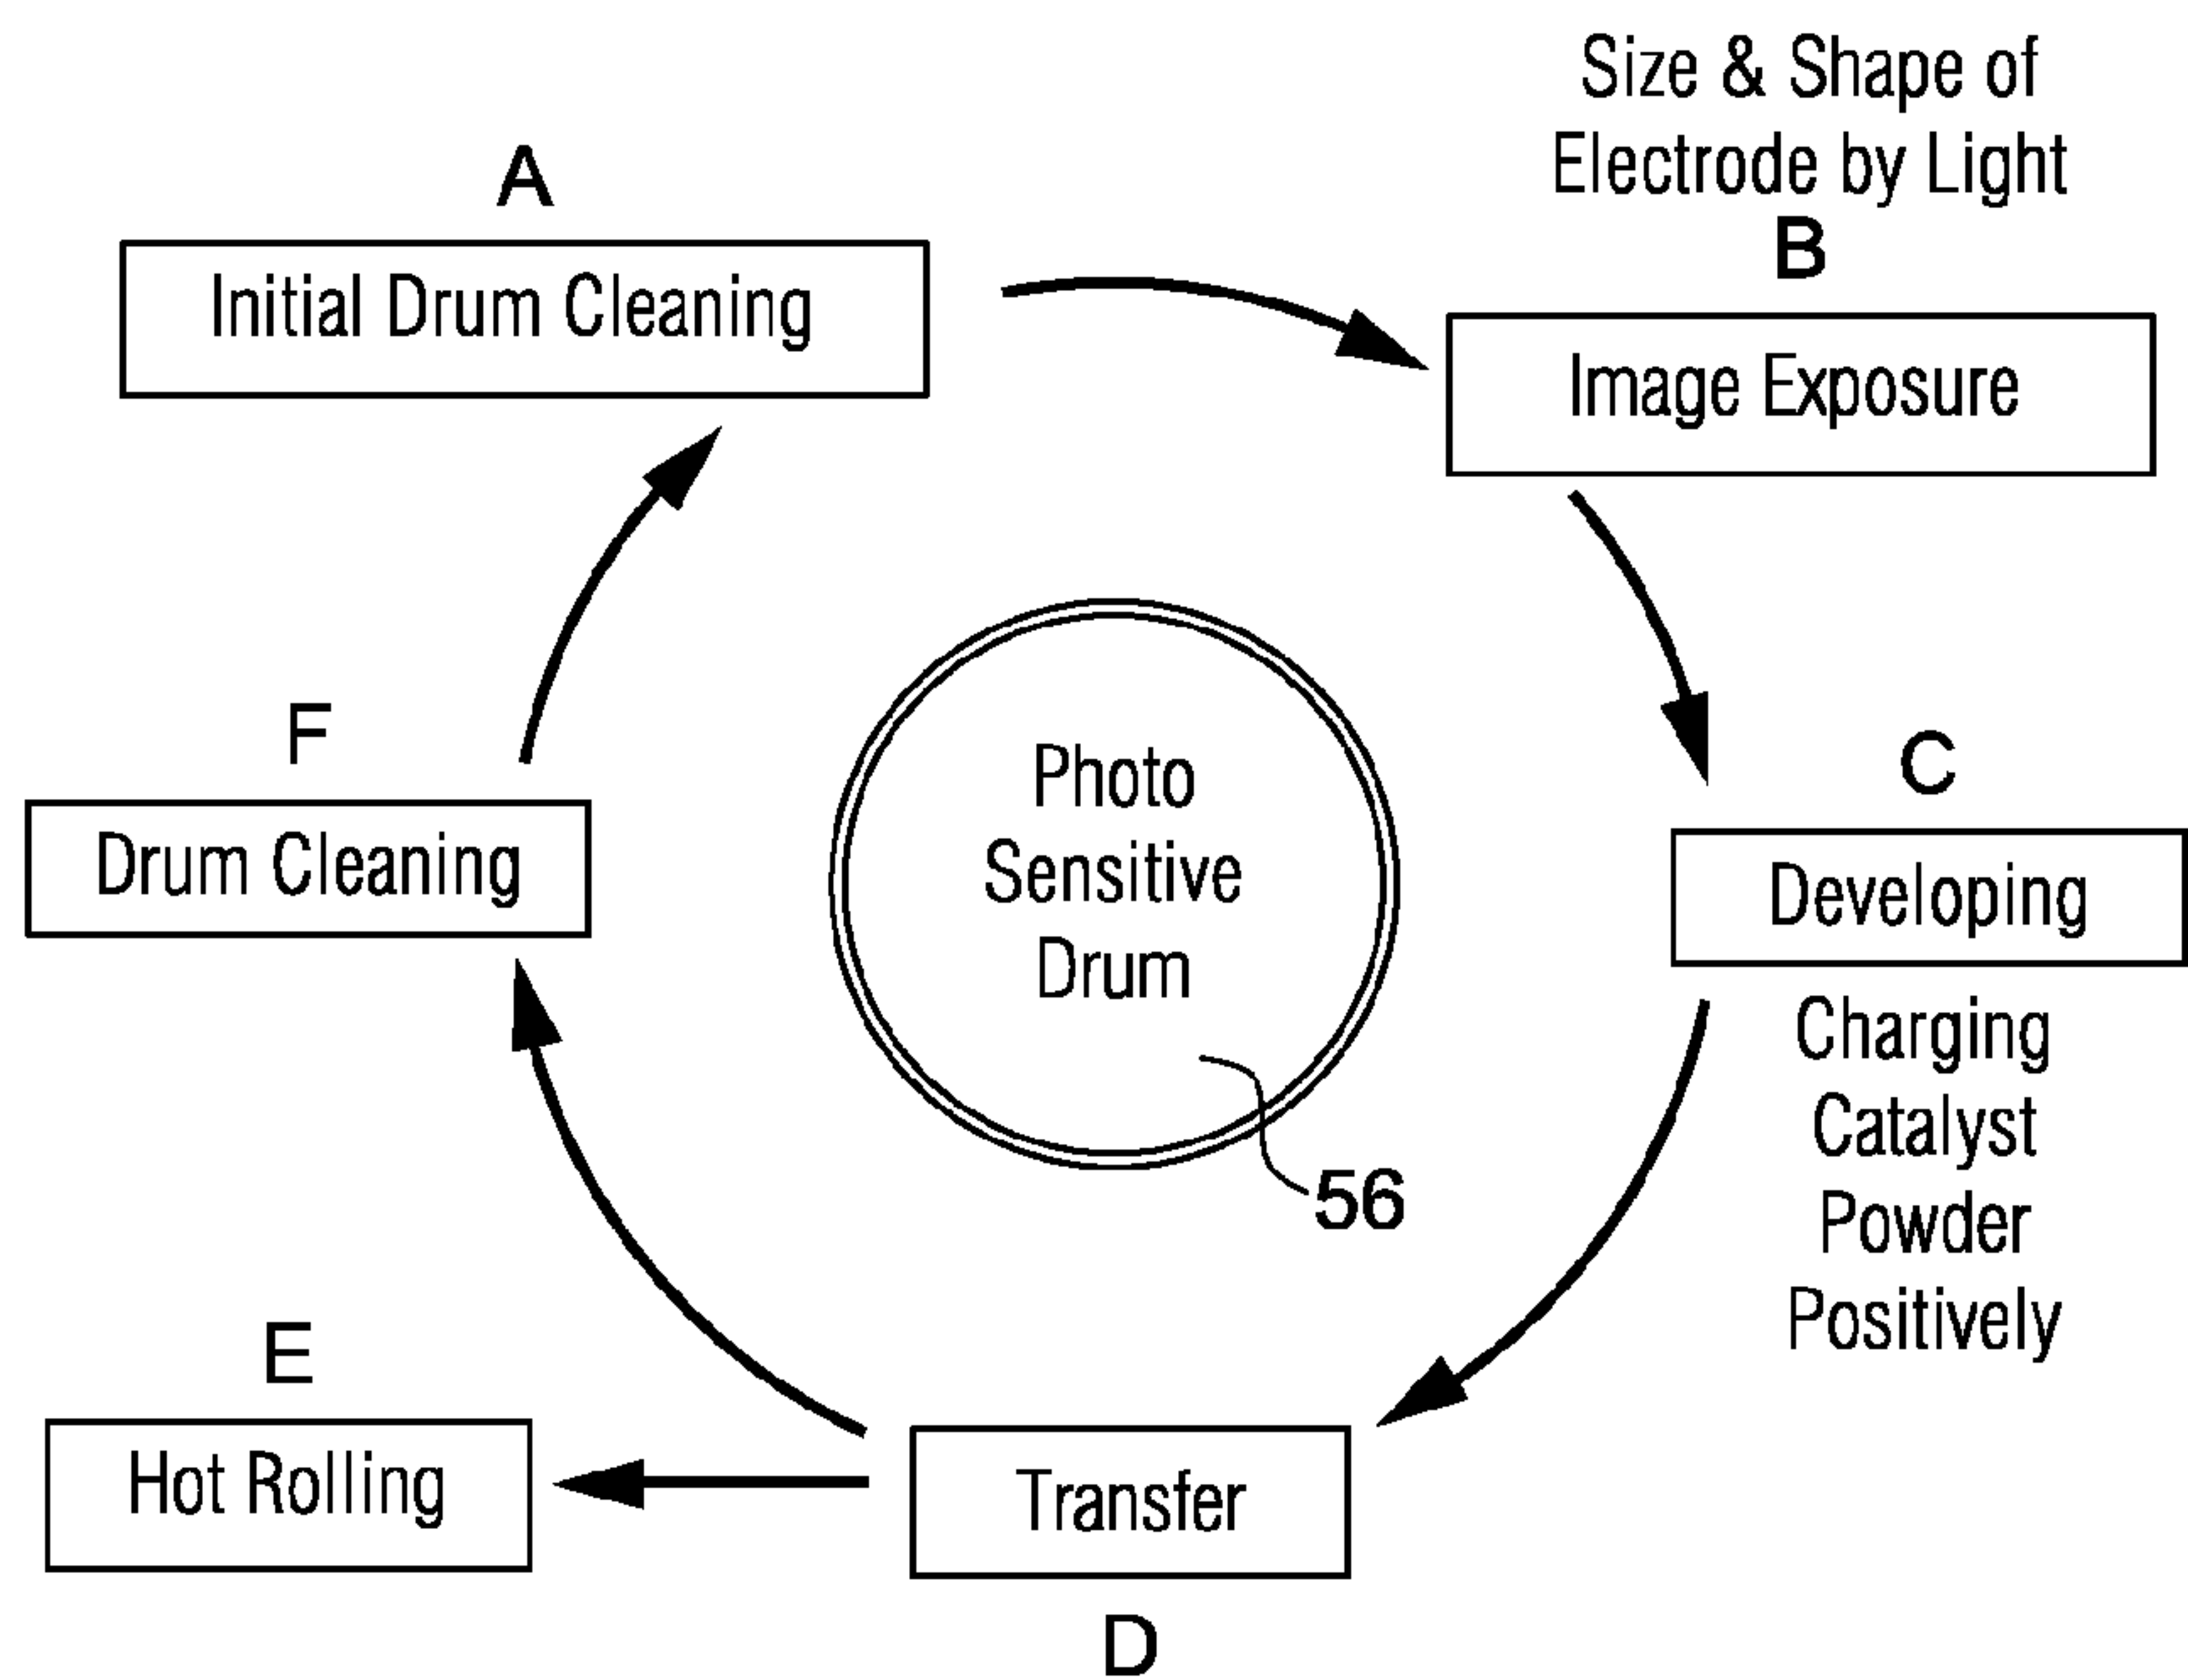 Size & Shape of
Electrode by Light
A
B
Initial Drum Cleaning
Image Exposure
F
C
Photo
Sensitive
Drum
Drum Cleaning
Developing
Charging
Catalyst
Powder
Positively
56
E
Hot Rolling
Transfer
D